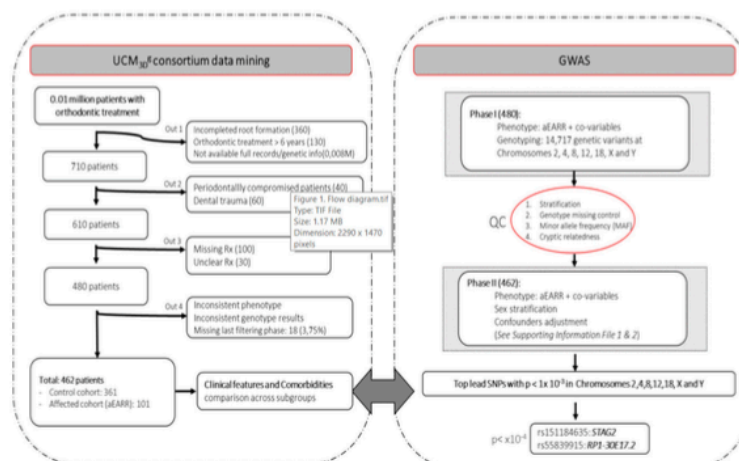 UCM ID# consortium data mining
0.01 million patients with
orthodontic treatment
Out 1
Incompleted root formation (360)
Orthodontic treatment > 6 years (130)
Not available full records/genetic info(0,008M)
710 patients
Out 2
Periodontallly compromised patients (40)
Dental trauma (60)
Figure 1. Flow diagram.tif
Type: TIF File
Size: 1.17 MB
Dimension: 2290 x 1470
pixels
610 patients
Out 3
Missing Rx (100)
Unclear Rx (30)
480 patients
Out 4
Inconsistent phenotype
Inconsistent genotype results
Missing last filtering phase: 18 (3,75%)
Total: 462 patients
- Control cohort: 361
- Affected cohort (aEARR): 101
Clinical features and Comorbidities
comparison across subgroups
GWAS
Phase I (480):
Phenotype: aEARR + co-variables
Genotyping: 14,717 genetic variants at
Chromosomes 2, 4, 8, 12, 18, X and Y
QC
1. Stratification
2. Genotype missing control
3. Minor allele frequency (MAF)
4. Cryptic relatedness
Phase II (462):
Phenotype: aEARR + co-variables
Sex stratification
Confounders adjustment
(See Supporting Information File 1 & 2)
Top lead SNPs with p < 1x 10⁻³ in Chromosomes 2,4,8,12,18, X and Y
p< x10⁻⁴
rs151184635: STAG2
rs55839915: RP1-30E17.2